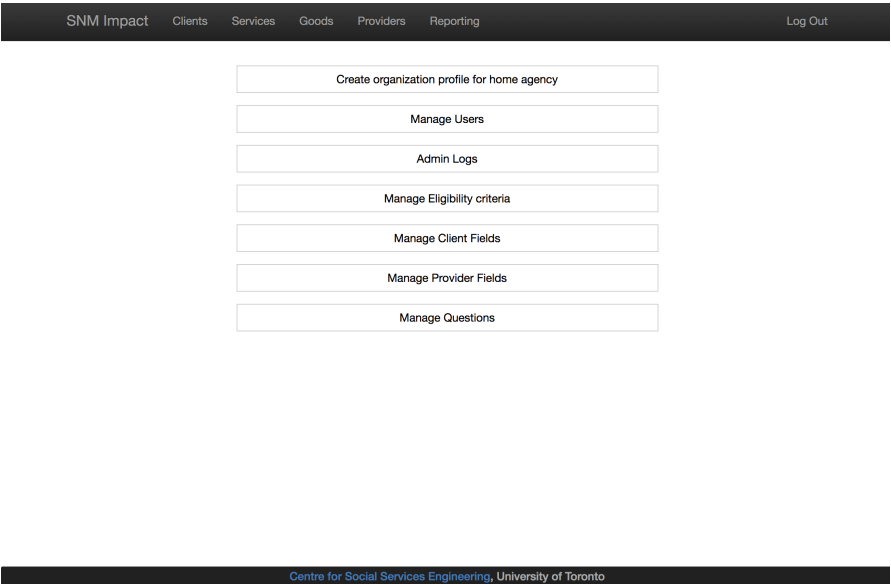 SNM Impact Clients Services Goods Providers Reporting Log Out
Create organization profile for home agency
Manage Users
Admin Logs
Manage Eligibility criteria
Manage Client Fields
Manage Provider Fields
Manage Questions
Centre for Social Services Engineering, University of Toronto